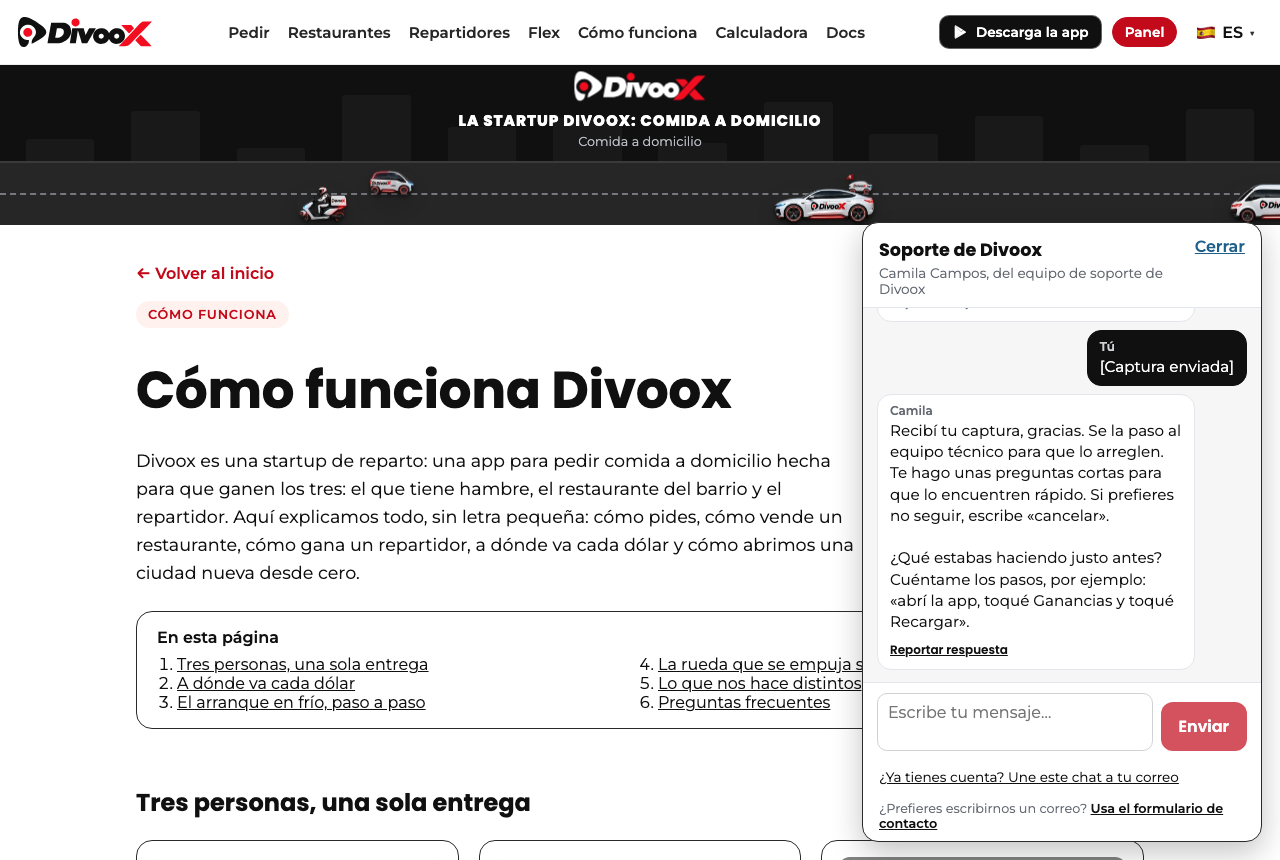 DivooX
Pedir
Restaurantes
Repartidores
Flex
Cómo funciona
Calculadora
Docs
Descarga la app
Panel
ES
DivooX
LA STARTUP DIVOOX: COMIDA A DOMICILIO
Comida a domicilio
DivooX
← Volver al inicio
CÓMO FUNCIONA
Cómo funciona Divoox
Divoox es una startup de reparto: una app para pedir comida a domicilio hecha
para que ganen los tres: el que tiene hambre, el restaurante del barrio y el
repartidor. Aquí explicamos todo, sin letra pequeña: cómo pides, cómo vende un
restaurante, cómo gana un repartidor, a dónde va cada dólar y cómo abrimos una
ciudad nueva desde cero.
En esta página
1. Tres personas, una sola entrega
2. A dónde va cada dólar
3. El arranque en frío, paso a paso
4. La rueda que se empuja s
5. Lo que nos hace distintos
6. Preguntas frecuentes
Tres personas, una sola entrega
Soporte de Divoox
Cerrar
Camila Campos, del equipo de soporte de
Divoox
Tú
[Captura enviada]
Camila
Recibí tu captura, gracias. Se la paso al
equipo técnico para que lo arreglen.
Te hago unas preguntas cortas para
que lo encuentren rápido. Si prefieres
no seguir, escribe «cancelar».
¿Qué estabas haciendo justo antes?
Cuéntame los pasos, por ejemplo:
«abrí la app, toqué Ganancias y toqué
Recargar».
Reportar respuesta
Escribe tu mensaje...
Enviar
¿Ya tienes cuenta? Une este chat a tu correo
¿Prefieres escribirnos un correo? Usa el formulario de
contacto